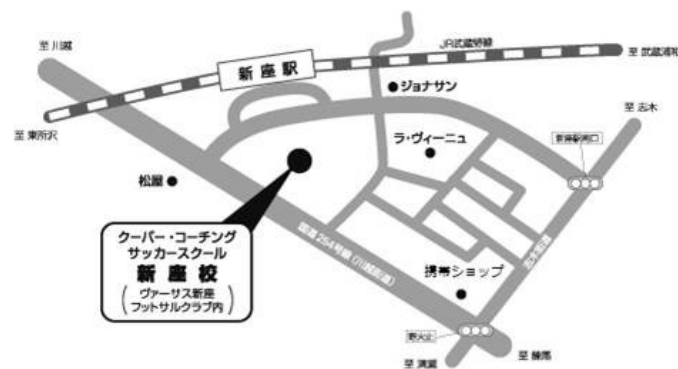 至 川越
JR武蔵野線
至 武蔵浦和
新座駅
ジョナサン
至 志木
至 東所沢
新座駅南口
ラ・ヴィーニュ
松屋
クーバー・コーチング
サッカースクール
新座校
(ヴァーサス新座
フットサルクラブ内)
国道254号線(川越街道)
志木街道
携帯ショップ
野火止
至 清瀬
至 練馬